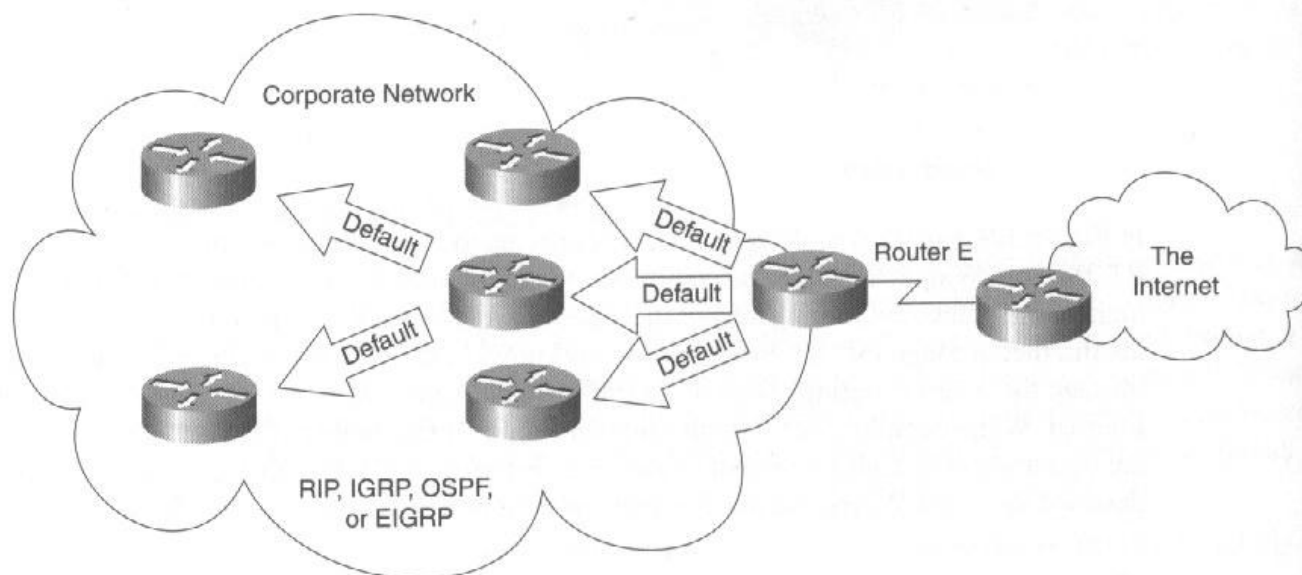 Corporate Network
Default
Default
Default
Default
Default
Router E
The
Internet
RIP, IGRP, OSPF,
or EIGRP